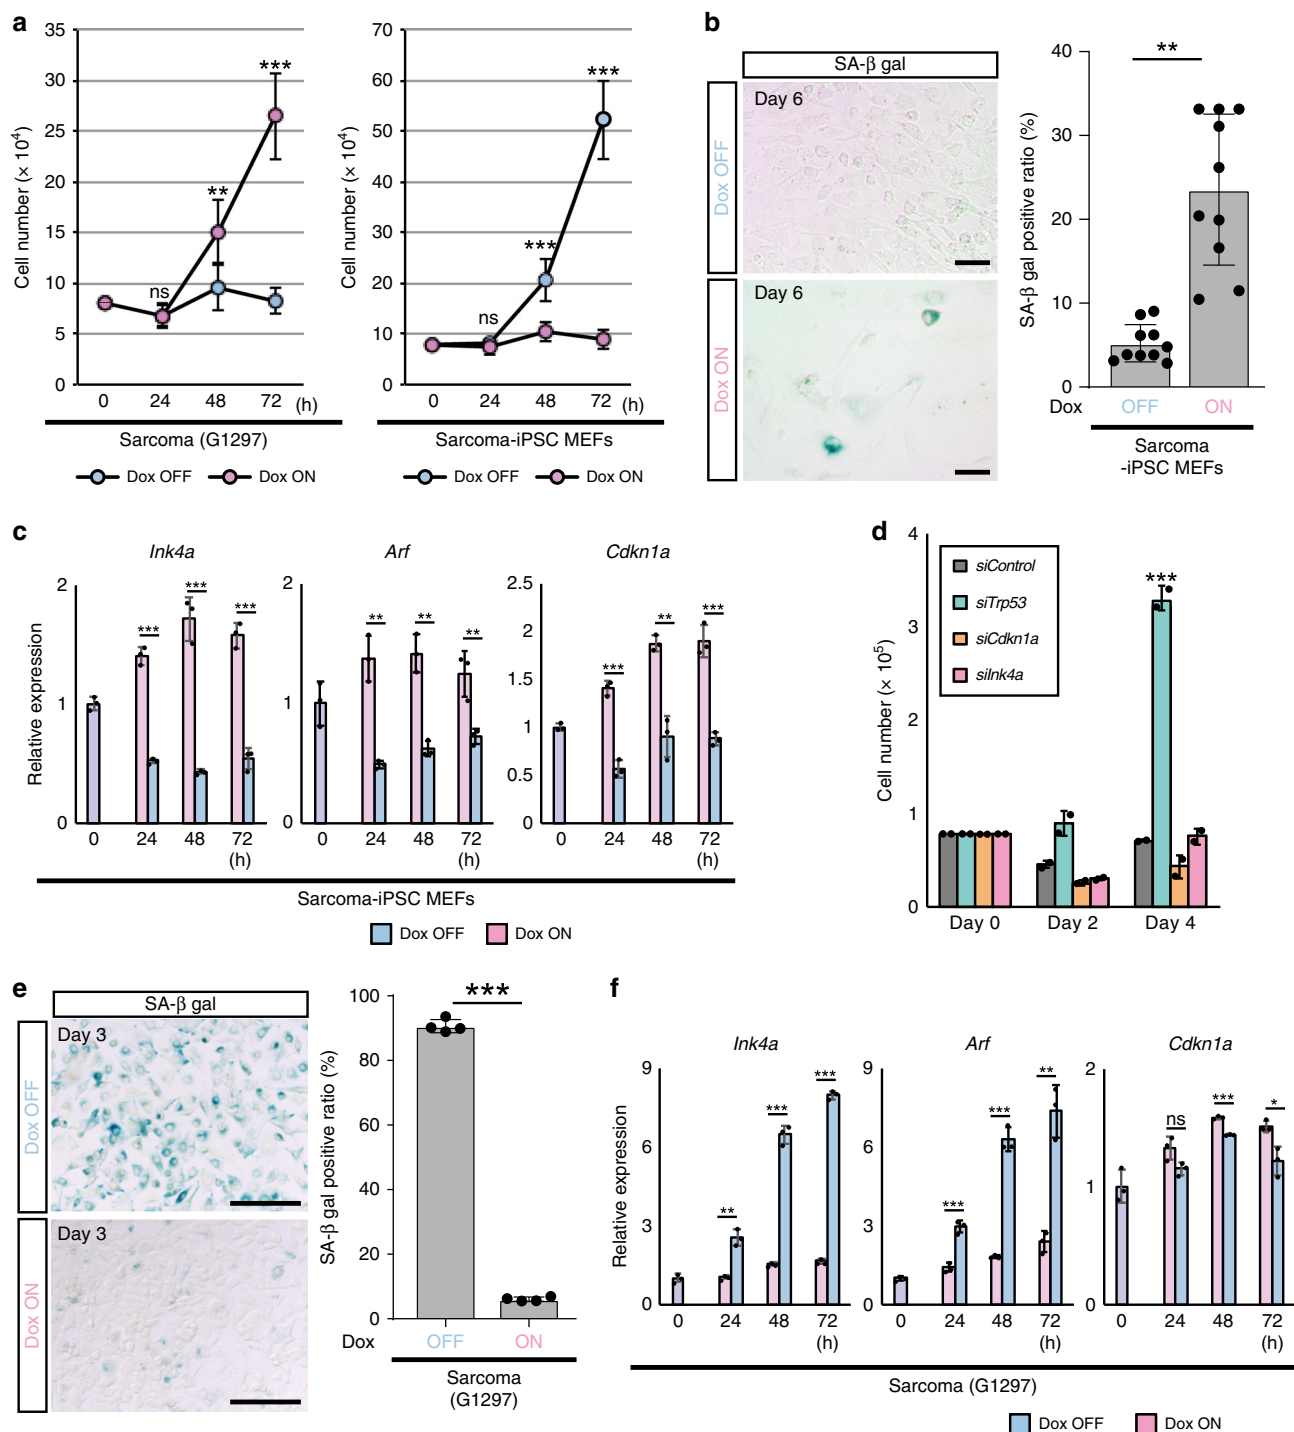 a
35
30
25
20
15
10
5
0
Cell number (× 10⁴)
ns
**
***
0 24 48 72 (h)
Sarcoma (G1297)
Dox OFF Dox ON
70
60
50
40
30
20
10
0
Cell number (× 10⁴)
ns
***
***
0 24 48 72 (h)
Sarcoma-iPSC MEFs
Dox OFF Dox ON
b
SA-β gal
Dox OFF
Day 6
Dox ON
Day 6
SA-β gal positive ratio (%)
40
30
20
10
0
**
Dox OFF ON
Sarcoma
-iPSC MEFs
c
Relative expression
Ink4a
2
1
0
*** *** ***
0 24 48 72
(h)
Arf
2
1
0
** ** **
0 24 48 72
(h)
Cdkn1a
2.5
2
1.5
1
0.5
0
*** ** ***
0 24 48 72
(h)
Sarcoma-iPSC MEFs
Dox OFF Dox ON
d
Cell number (× 10⁵)
4
3
2
1
0
siControl
siTrp53
siCdkn1a
siInk4a
***
Day 0 Day 2 Day 4
e
SA-β gal
Dox OFF
Day 3
Dox ON
Day 3
SA-β gal positive ratio (%)
100
80
60
40
20
0
***
Dox OFF ON
Sarcoma
(G1297)
f
Relative expression
Ink4a
9
6
3
0
** *** ***
0 24 48 72
(h)
Arf
9
6
3
0
*** *** **
0 24 48 72
(h)
Cdkn1a
2
1
0
ns *** *
0 24 48 72
(h)
Sarcoma (G1297)
Dox OFF Dox ON